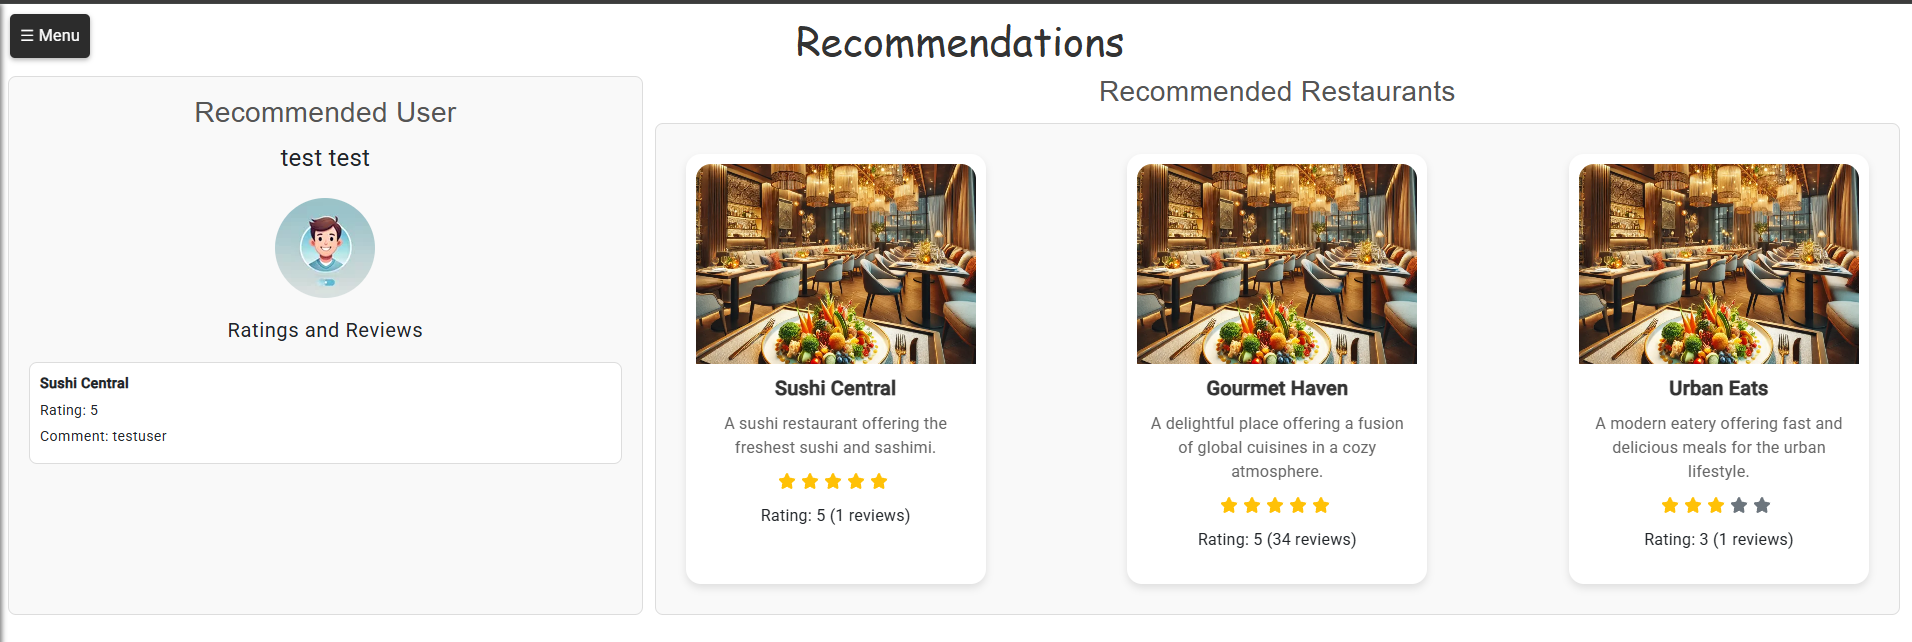 ☰ Menu
Recommendations
Recommended User
test test
Ratings and Reviews
Sushi Central
Rating: 5
Comment: testuser
Recommended Restaurants
Sushi Central
A sushi restaurant offering the
freshest sushi and sashimi.
Rating: 5 (1 reviews)
Gourmet Haven
A delightful place offering a fusion
of global cuisines in a cozy
atmosphere.
Rating: 5 (34 reviews)
Urban Eats
A modern eatery offering fast and
delicious meals for the urban
lifestyle.
Rating: 3 (1 reviews)